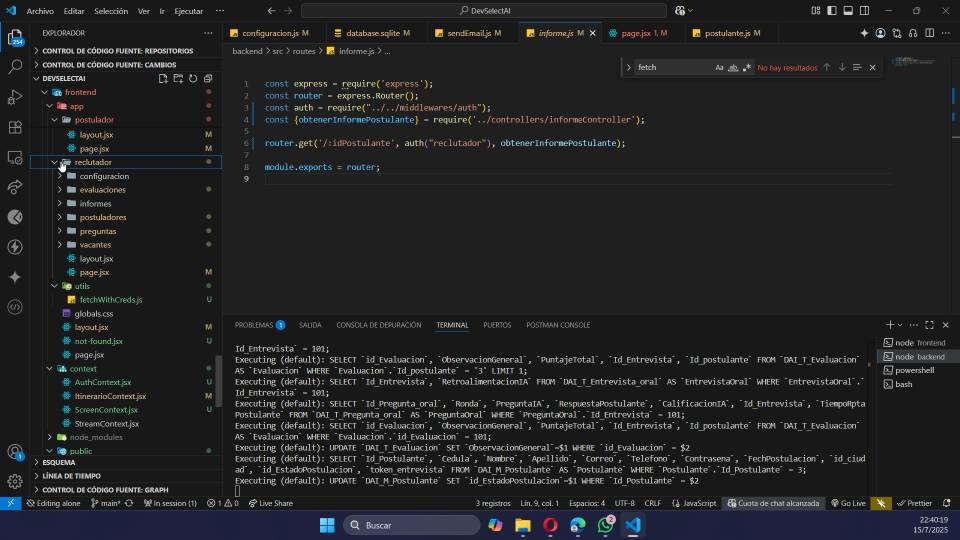 Archivo Editar Selección Ver Ir Ejecutar ··· DevSelectAI
EXPLORADOR ···
CONTROL DE CÓDIGO FUENTE: REPOSITORIOS
CONTROL DE CÓDIGO FUENTE: CAMBIOS
DEVSELECTAI
frontend
app
postulador
layout.jsx M
page.jsx M
reclutador
configuracion
evaluaciones
informes
postuladores
preguntas
vacantes
layout.jsx
page.jsx M
utils
fetchWithCreds.js U
globals.css
layout.jsx M
not-found.jsx U
page.jsx
context
AuthContext.jsx U
ItinerarioContext.jsx M
ScreenContext.jsx U
StreamContext.jsx
node_modules
public
ESQUEMA
LÍNEA DE TIEMPO
CONTROL DE CÓDIGO FUENTE: GRAPH
254
1
configuracion.js M database.sqlite M sendEmail.js M informe.js M page.jsx 1, M postulante.js M
backend > src > routes > informe.js > ...
fetch Aa ab .* No hay resultados
1 const express = require('express');
2 const router = express.Router();
3 const auth = require("../../middlewares/auth");
4 const {obtenerInformePostulante} = require('../controllers/informeController');
5
6 router.get('/:idPostulante', auth("reclutador"), obtenerInformePostulante);
7
8 module.exports = router;
9
PROBLEMAS 1 SALIDA CONSOLA DE DEPURACIÓN TERMINAL PUERTOS POSTMAN CONSOLE
Id_Entrevista` = 101;
Executing (default): SELECT `id_Evaluacion`, `ObservacionGeneral`, `PuntajeTotal`, `Id_Entrevista`, `Id_postulante` FROM `DAI_T_Evaluacion`
AS `Evaluacion` WHERE `Evaluacion`.`Id_postulante` = '3' LIMIT 1;
Executing (default): SELECT `Id_Entrevista`, `RetroalimentacionIA` FROM `DAI_T_Entrevista_oral` AS `EntrevistaOral` WHERE `EntrevistaOral`.`
Id_Entrevista` = 101;
Executing (default): SELECT `Id_Pregunta_oral`, `Ronda`, `PreguntaIA`, `RespuestaPostulante`, `CalificacionIA`, `Id_Entrevista`, `TiempoRpta
Postulante` FROM `DAI_T_Pregunta_oral` AS `PreguntaOral` WHERE `PreguntaOral`.`Id_Entrevista` = 101;
Executing (default): SELECT `id_Evaluacion`, `ObservacionGeneral`, `PuntajeTotal`, `Id_Entrevista`, `Id_postulante` FROM `DAI_T_Evaluacion`
AS `Evaluacion` WHERE `Evaluacion`.`id_Evaluacion` = 101;
Executing (default): UPDATE `DAI_T_Evaluacion` SET `ObservacionGeneral`=$1 WHERE `id_Evaluacion` = $2
Executing (default): SELECT `Id_Postulante`, `Cedula`, `Nombre`, `Apellido`, `Correo`, `Telefono`, `Contrasena`, `FechPostulacion`, `id_ciud
ad`, `id_EstadoPostulacion`, `token_entrevista` FROM `DAI_M_Postulante` AS `Postulante` WHERE `Postulante`.`Id_Postulante` = 3;
Executing (default): UPDATE `DAI_M_Postulante` SET `id_EstadoPostulacion`=$1 WHERE `Id_Postulante` = $2
node frontend
node backend
powershell
bash
Editing alone main* In session (1) 1 0 Live Share 3 registros Lín. 9, col. 1 Espacios: 4 UTF-8 CRLF JavaScript Cuota de chat alcanzada Go Live Prettier
Buscar
2
22:40:19
15/7/2025